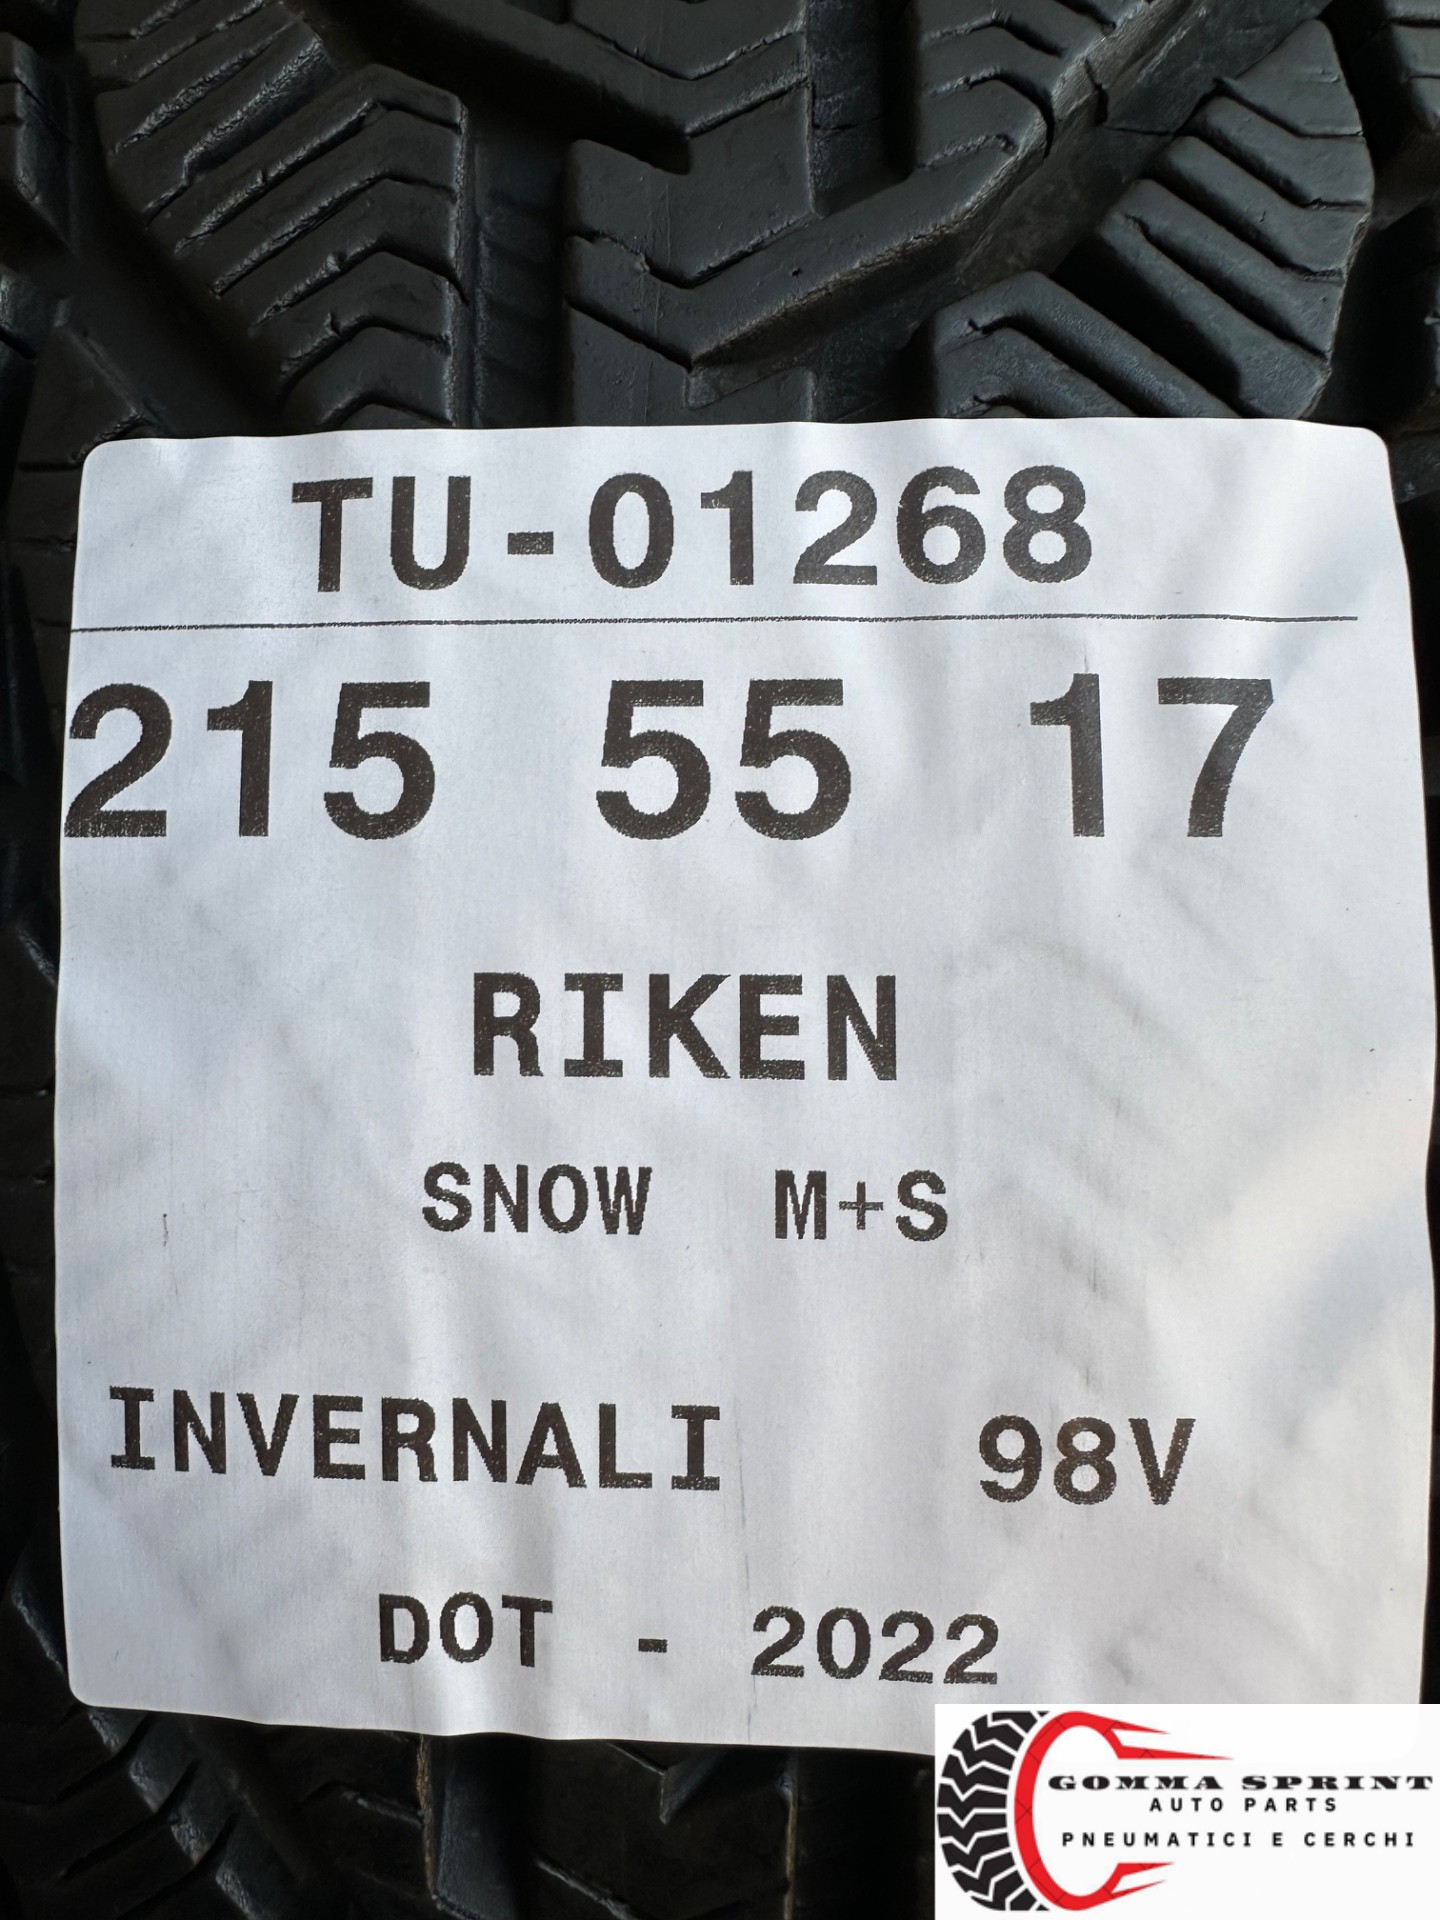 TU-01268
215 55 17
RIKEN
SNOW M+S
INVERNALI 98V
DOT - 2022
GOMMA SPRINT
AUTO PARTS
PNEUMATICI E CERCHI